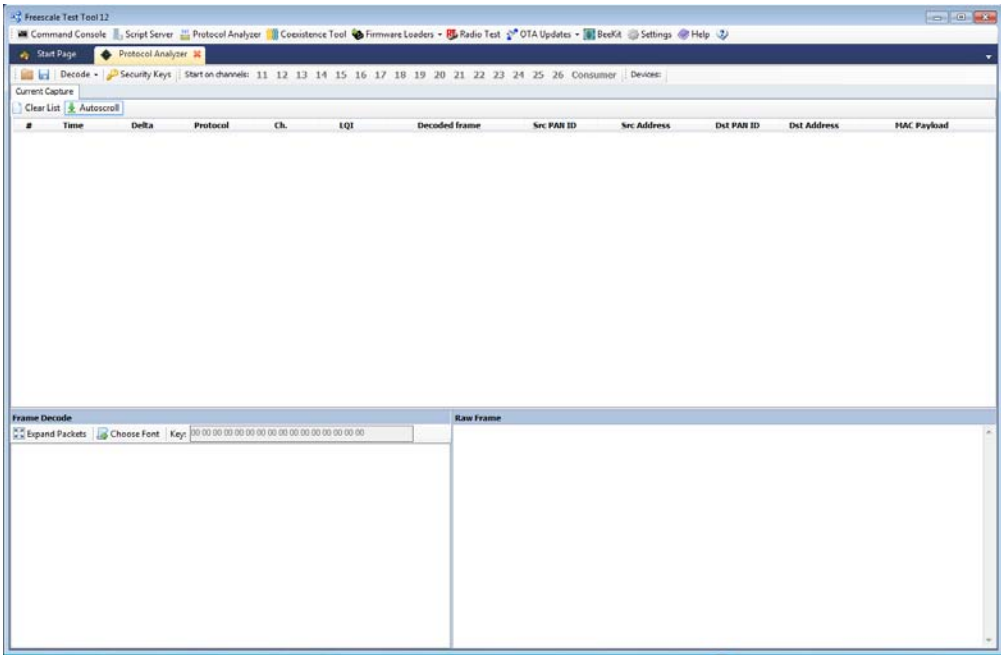 Freescale Test Tool 12
Command Console Script Server Protocol Analyzer Coexistence Tool Firmware Loaders Radio Test OTA Updates BeeKit Settings Help
Start Page Protocol Analyzer
Decode Security Keys Start on channels: 11 12 13 14 15 16 17 18 19 20 21 22 23 24 25 26 Consumer Devices:
Current Capture
Clear List Autoscroll
# Time Delta Protocol Ch. LQI Decoded frame Src PAN ID Src Address Dst PAN ID Dst Address MAC Payload
Frame Decode Raw Frame
Expand Packets Choose Font Key: 00 00 00 00 00 00 00 00 00 00 00 00 00 00 00 00